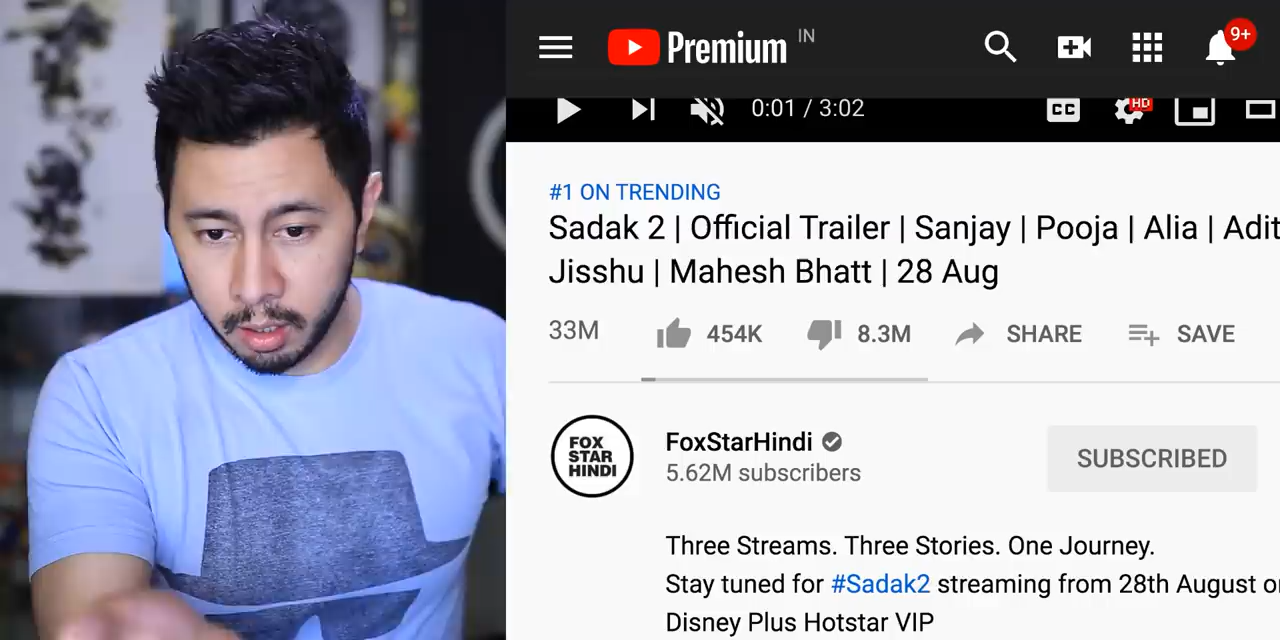 Premium IN
9+
0:01 / 3:02
CC
HD
#1 ON TRENDING
Sadak 2 | Official Trailer | Sanjay | Pooja | Alia | Adit
Jisshu | Mahesh Bhatt | 28 Aug
33M 454K 8.3M SHARE SAVE
FOX
STAR
HINDI
FoxStarHindi
5.62M subscribers
SUBSCRIBED
Three Streams. Three Stories. One Journey.
Stay tuned for #Sadak2 streaming from 28th August o
Disney Plus Hotstar VIP